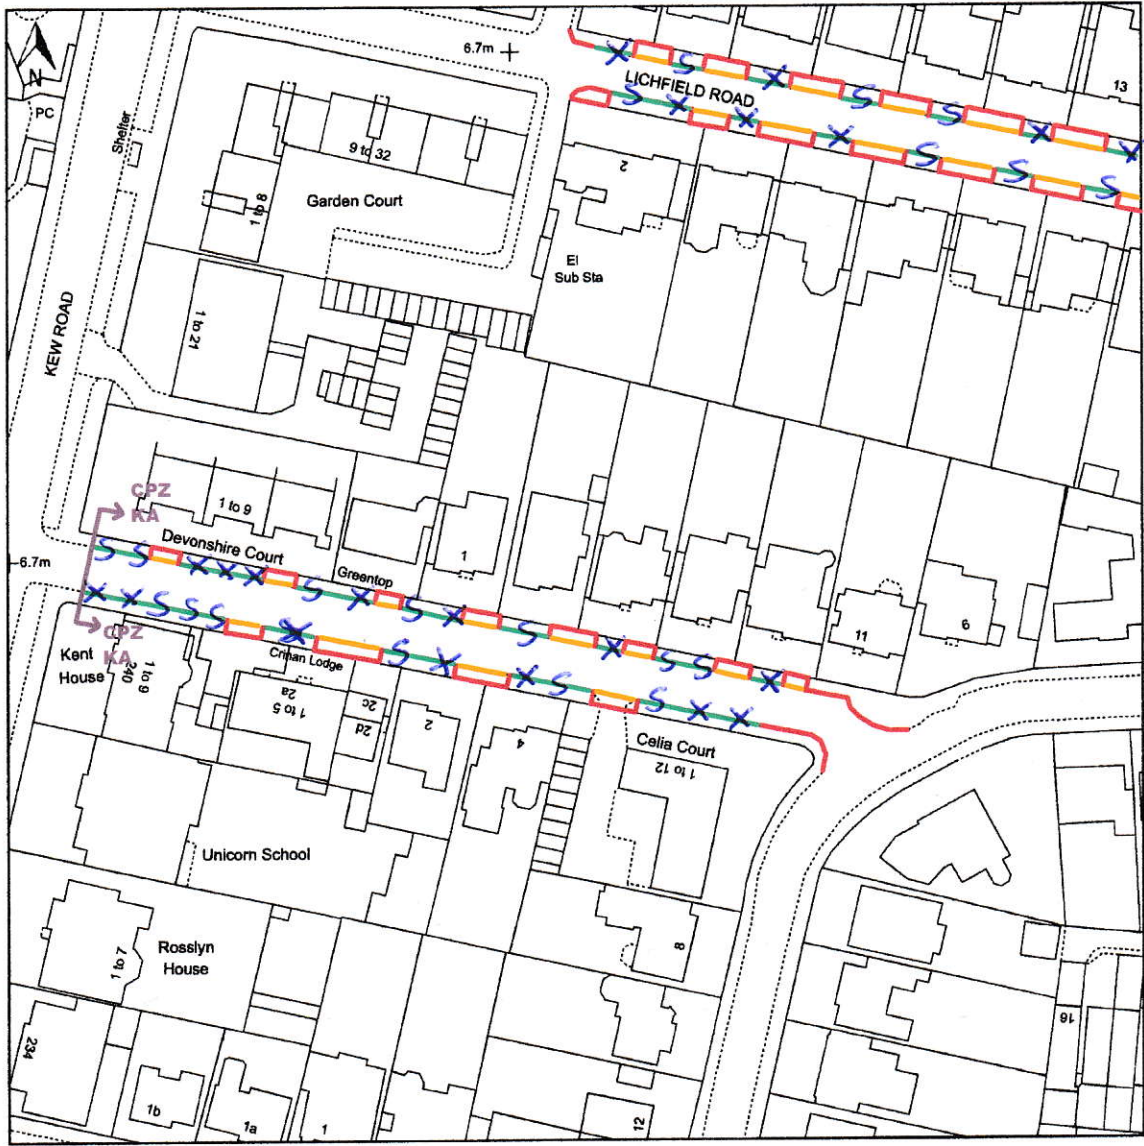 N
PC
Shelter
6.7m
LICHFIELD ROAD
X S X S S X X
S X X X S S S
13
9 to 32
Garden Court
1 to 8
2
El
Sub Sta
1 to 21
KEW ROAD
CPZ
KA
1 to 9
Devonshire Court
Greentop
1
11
9
6.7m
S S X X X S X S X S X S S X
X X S S S X S X X S S X X
CPZ
KA
Kent
House
1 to 9
240
Crinan Lodge
2a
1 to 5
2c
2d
2
4
Celia Court
1 to 12
Unicorn School
Rosslyn
House
1 to 7
8
16
234
1b
1a
1
12